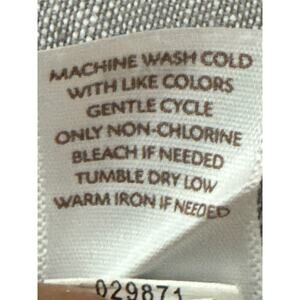 MACHINE WASH COLD
WITH LIKE COLORS
GENTLE CYCLE
ONLY NON-CHLORINE
BLEACH IF NEEDED
TUMBLE DRY LOW
WARM IRON IF NEEDED
029871